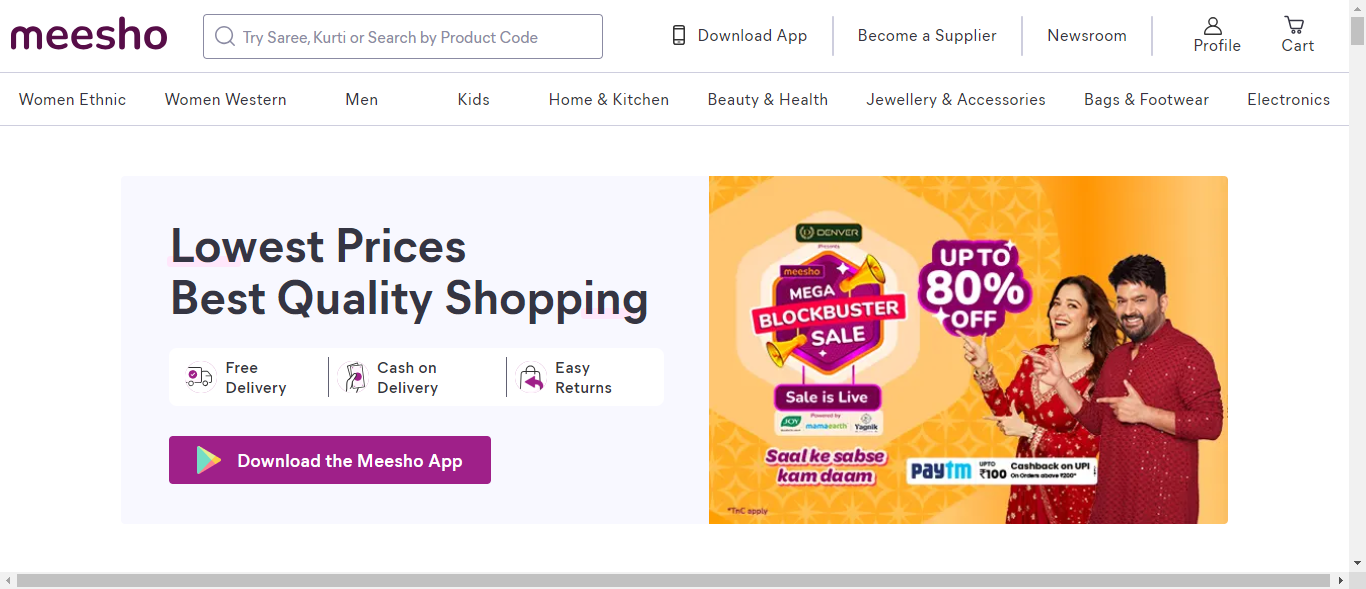 meesho
Try Saree, Kurti or Search by Product Code
Download App
Become a Supplier
Newsroom
Profile
Cart
Women Ethnic
Women Western
Men
Kids
Home & Kitchen
Beauty & Health
Jewellery & Accessories
Bags & Footwear
Electronics
Lowest Prices
Best Quality Shopping
Free
Delivery
Cash on
Delivery
Easy
Returns
Download the Meesho App
DENVER
Presents
meesho
MEGA
BLOCKBUSTER
SALE
Sale is Live
Powered by
JOY
mamaearth
Yagnik
Saal ke sabse
kam daam
*TnC apply
UP TO
80%
OFF
paytm
UPTO
₹100
Cashback on UPI
On Orders above ₹200*